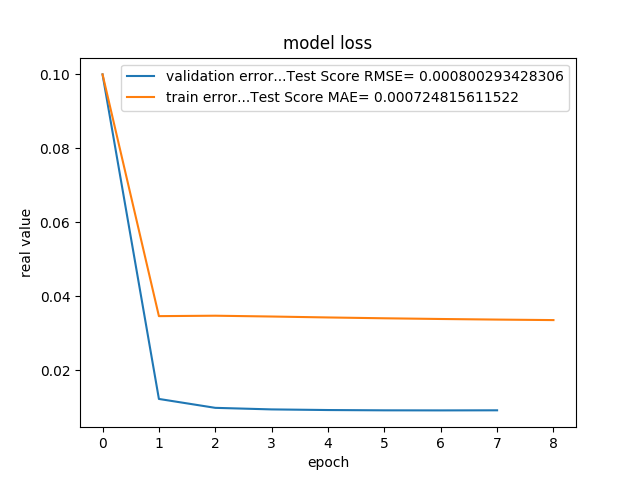 model loss
validation error...Test Score RMSE= 0.000800293428306
train error...Test Score MAE= 0.000724815611522
0.10
0.08
0.06
0.04
0.02
real value
0 1 2 3 4 5 6 7 8
epoch